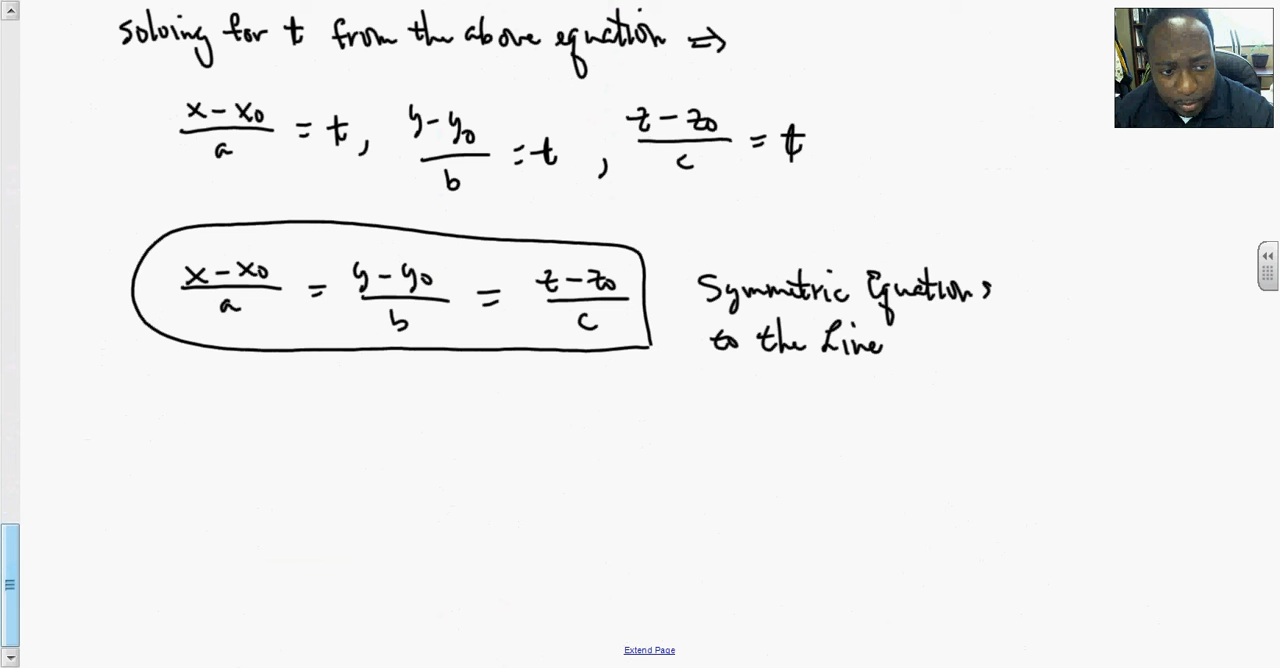 solving for t from the above equation ⇒
x - x₀ / a = t, y - y₀ / b = t, z - z₀ / c = t
x - x₀ / a = y - y₀ / b = z - z₀ / c
Symmetric Equations
to the Line
Extend Page